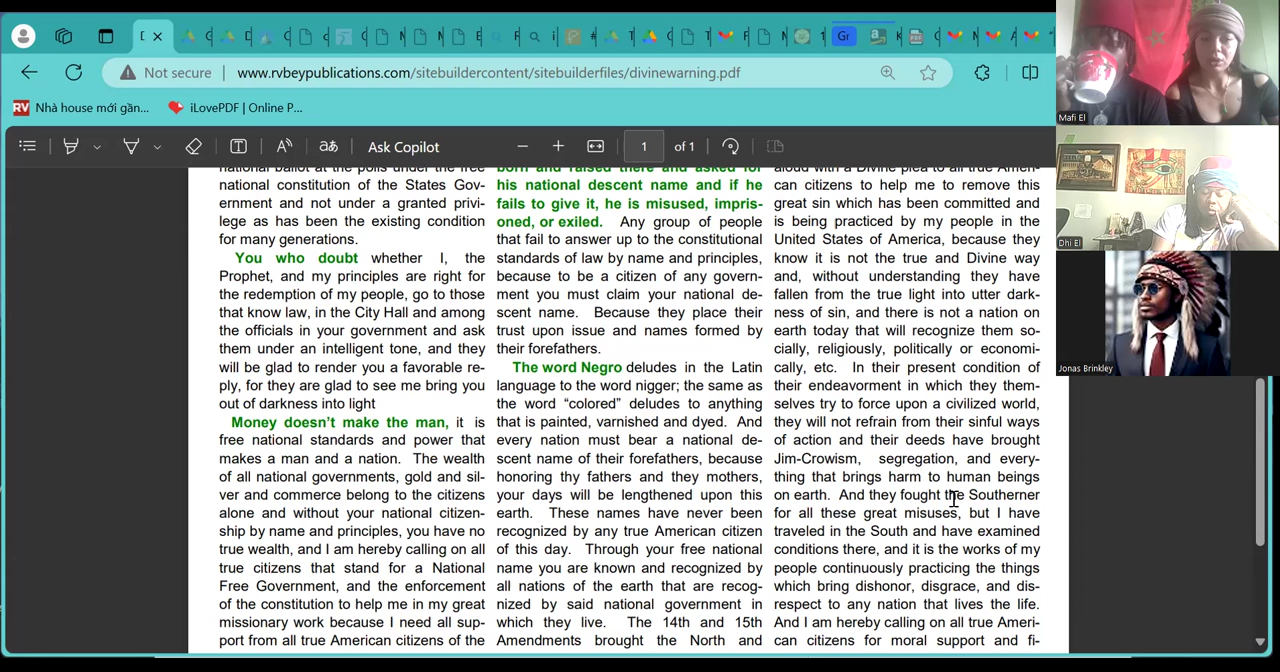 Not secure
www.rvbeypublications.com/sitebuildercontent/sitebuilderfiles/divinewarning.pdf
RV Nhà house mới gần...
iLovePDF | Online P...
Ask Copilot
1 of 1
national ballot at the polls under the free
national constitution of the States Gov-
ernment and not under a granted privi-
lege as has been the existing condition
for many generations.
You who doubt whether I, the
Prophet, and my principles are right for
the redemption of my people, go to those
that know law, in the City Hall and among
the officials in your government and ask
them under an intelligent tone, and they
will be glad to render you a favorable re-
ply, for they are glad to see me bring you
out of darkness into light
Money doesn't make the man, it is
free national standards and power that
makes a man and a nation. The wealth
of all national governments, gold and sil-
ver and commerce belong to the citizens
alone and without your national citizen-
ship by name and principles, you have no
true wealth, and I am hereby calling on all
true citizens that stand for a National
Free Government, and the enforcement
of the constitution to help me in my great
missionary work because I need all sup-
port from all true American citizens of the
born and raised there and asked for
his national descent name and if he
fails to give it, he is misused, impris-
oned, or exiled. Any group of people
that fail to answer up to the constitutional
standards of law by name and principles,
because to be a citizen of any govern-
ment you must claim your national de-
scent name. Because they place their
trust upon issue and names formed by
their forefathers.
The word Negro deludes in the Latin
language to the word nigger; the same as
the word “colored” deludes to anything
that is painted, varnished and dyed. And
every nation must bear a national de-
scent name of their forefathers, because
honoring thy fathers and they mothers,
your days will be lengthened upon this
earth. These names have never been
recognized by any true American citizen
of this day. Through your free national
name you are known and recognized by
all nations of the earth that are recog-
nized by said national government in
which they live. The 14th and 15th
Amendments brought the North and
aloud with a Divine plea to all true Ameri-
can citizens to help me to remove this
great sin which has been committed and
is being practiced by my people in the
United States of America, because they
know it is not the true and Divine way
and, without understanding they have
fallen from the true light into utter dark-
ness of sin, and there is not a nation on
earth today that will recognize them so-
cially, religiously, politically or economi-
cally, etc. In their present condition of
their endeavorment in which they them-
selves try to force upon a civilized world,
they will not refrain from their sinful ways
of action and their deeds have brought
Jim-Crowism, segregation, and every-
thing that brings harm to human beings
on earth. And they fought the Southerner
for all these great misuses, but I have
traveled in the South and have examined
conditions there, and it is the works of my
people continuously practicing the things
which bring dishonor, disgrace, and dis-
respect to any nation that lives the life.
And I am hereby calling on all true Ameri-
can citizens for moral support and fi-
Mafi El
Dhi El
Jonas Brinkley